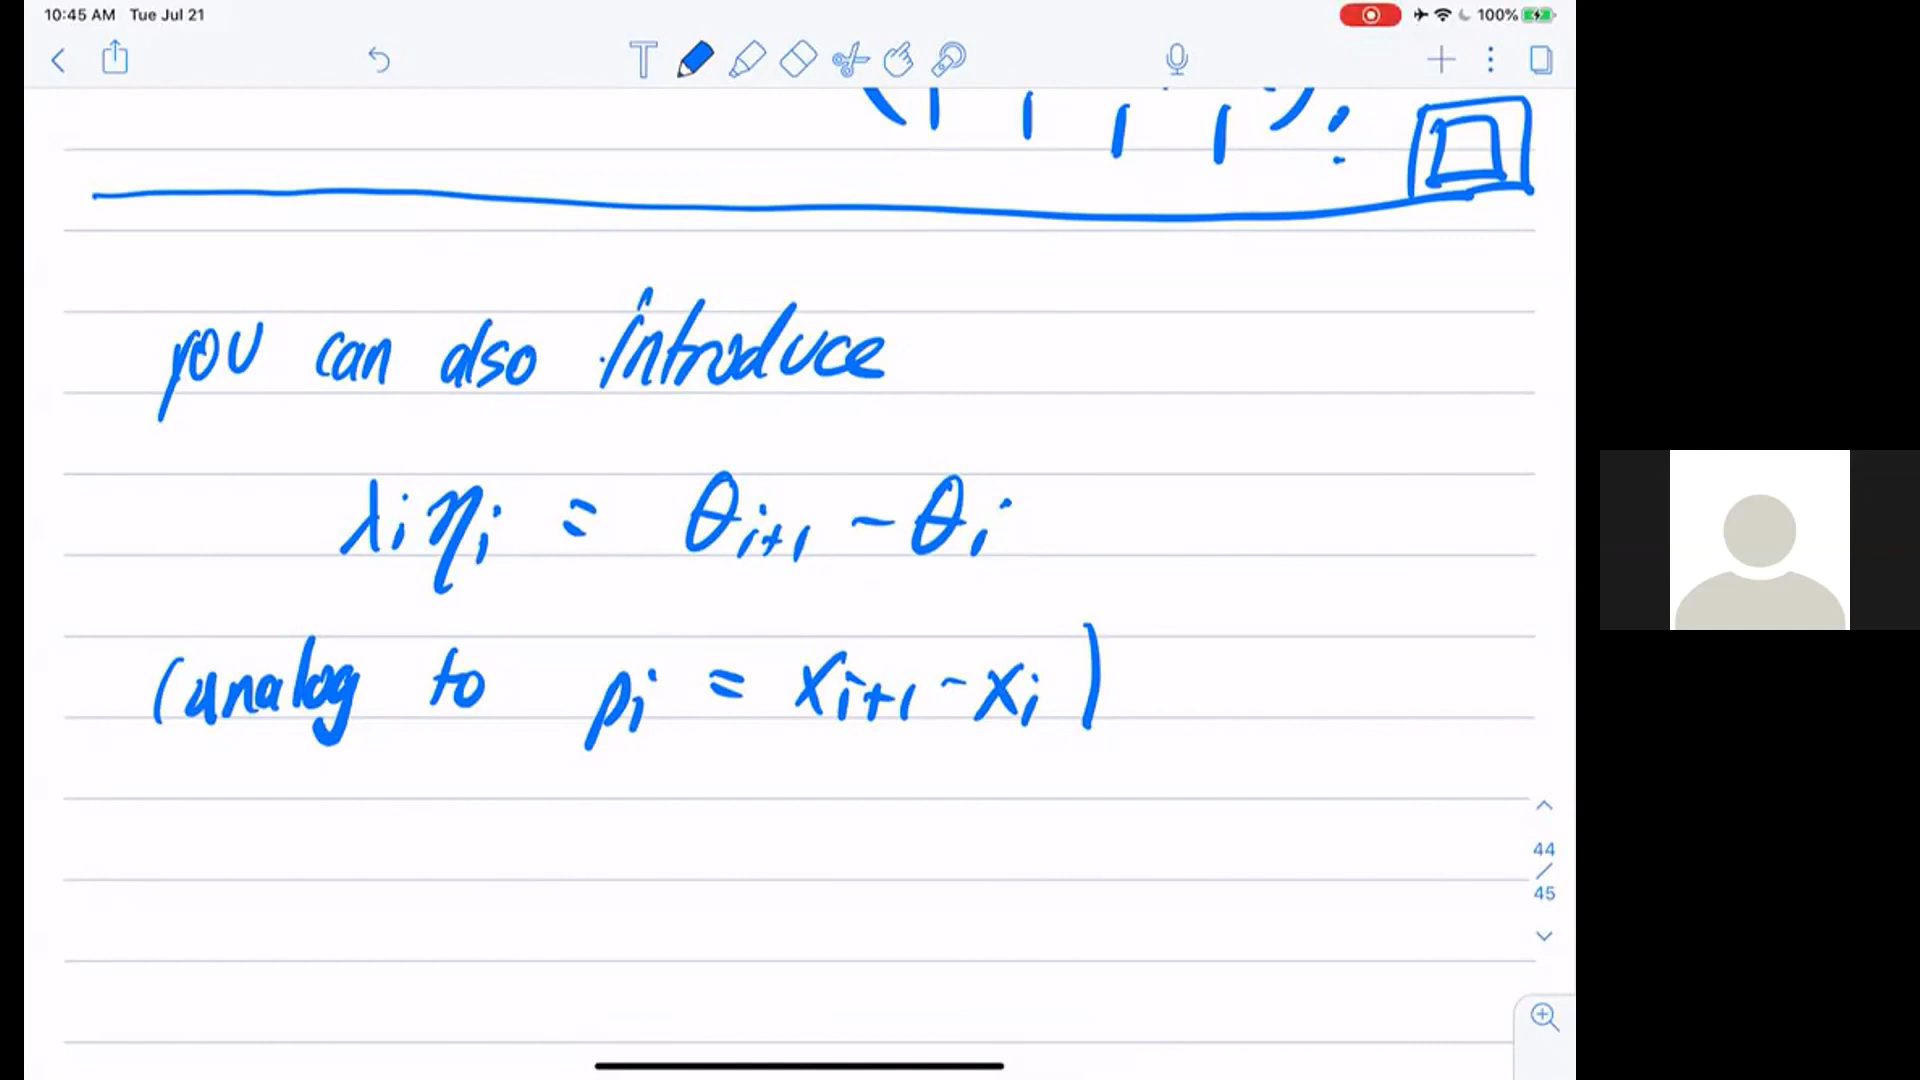 10:45 AM Tue Jul 21
100%
you can also introduce
λᵢηᵢ = θᵢ₊₁ - θᵢ
(analog to pᵢ = xᵢ₊₁ - xᵢ)
44
/
45